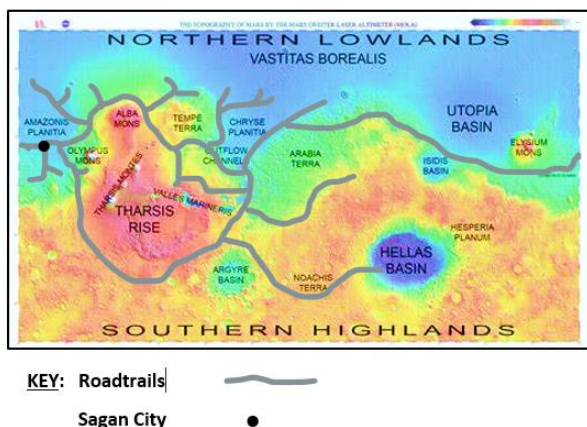 THE TOPOGRAPHY OF MARS BY THE MARS ORBITER LASER ALTIMETER (MOLA)
NORTHERN LOWLANDS
VASTITAS BOREALIS
ALBA
MONS
TEMPE
TERRA
CHRYSE
PLANITIA
UTOPIA
BASIN
AMAZONIS
PLANITIA
OLYMPUS
MONS
OUTFLOW
CHANNEL
ARABIA
TERRA
ISIDIS
BASIN
ELYSIUM
MONS
THARSIS MONTES
VALLES MARINERIS
THARSIS
RISE
HESPERIA
PLANUM
HELLAS
BASIN
ARGYRE
BASIN
NOACHIS
TERRA
SOUTHERN HIGHLANDS
KEY: Roadtrails
Sagan City